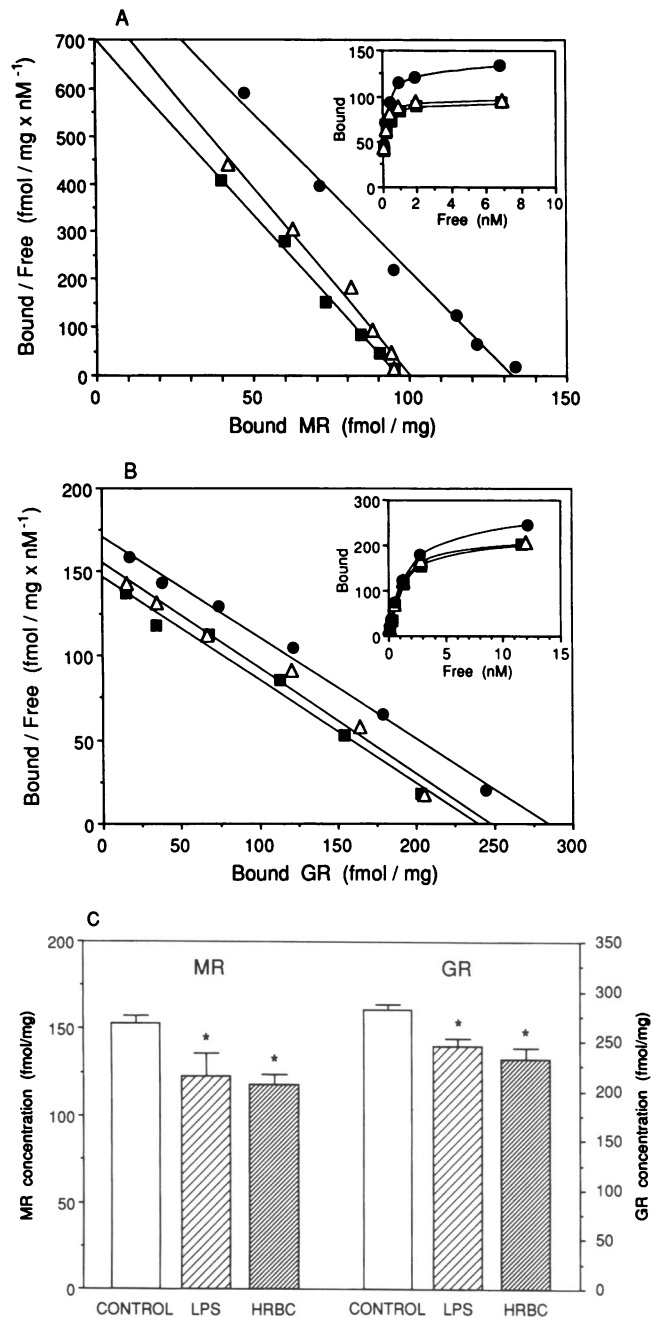 A
Bound / Free (fmol / mg x nM⁻¹)
700
600
500
400
300
200
100
0
0
50
100
150
Bound MR (fmol / mg)
Bound
150
100
50
0
0
2
4
6
8
10
Free (nM)
B
Bound / Free (fmol / mg x nM⁻¹)
200
150
100
50
0
0
50
100
150
200
250
300
Bound GR (fmol / mg)
Bound
300
200
100
0
0
5
10
15
Free (nM)
C
MR concentration (fmol/mg)
200
150
100
50
0
MR
GR
*
*
*
*
CONTROL
LPS
HRBC
CONTROL
LPS
HRBC
350
300
250
200
150
100
50
0
GR concentration (fmol/mg)